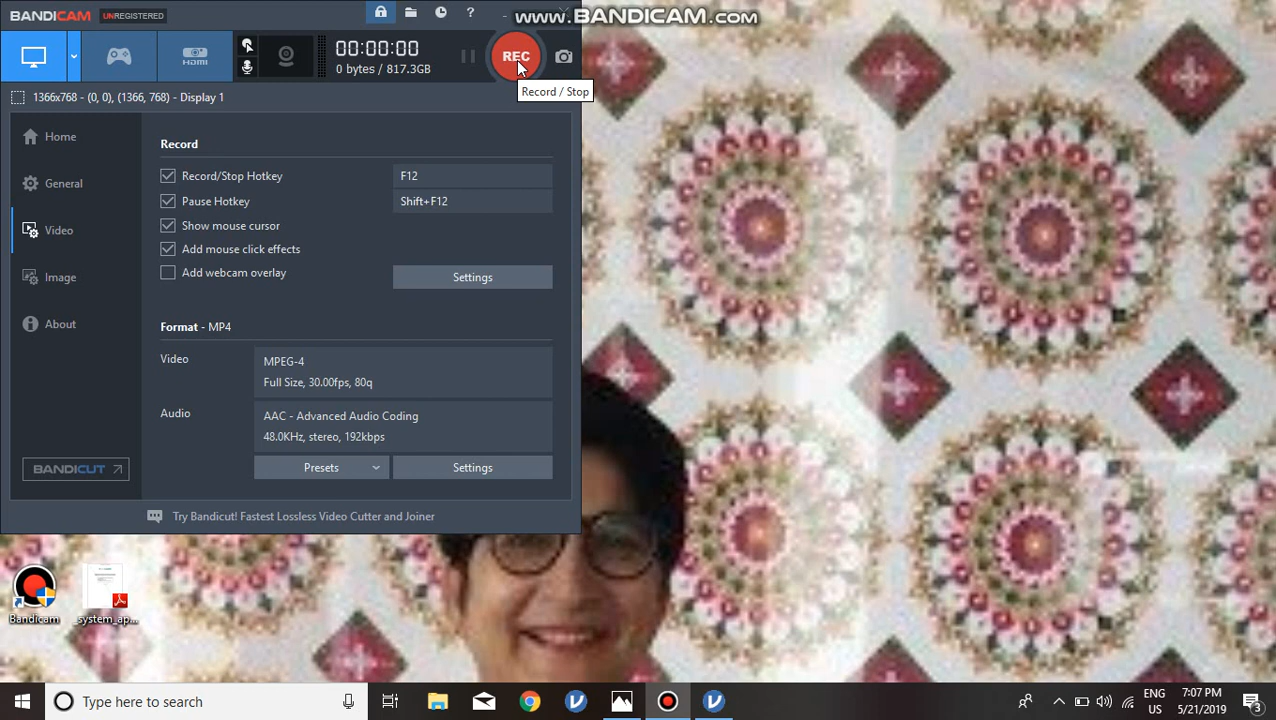 BANDICAM UNREGISTERED
www.BANDICAM.com
HDMI
00:00:00
0 bytes / 817.3GB
REC
Record / Stop
1366x768 - (0, 0), (1366, 768) - Display 1
Home
General
Video
Image
About
BANDICUT
Record
Record/Stop Hotkey F12
Pause Hotkey Shift+F12
Show mouse cursor
Add mouse click effects
Add webcam overlay
Settings
Format - MP4
Video MPEG-4
Full Size, 30.00fps, 80q
Audio AAC - Advanced Audio Coding
48.0KHz, stereo, 192kbps
Presets Settings
Try Bandicut! Fastest Lossless Video Cutter and Joiner
Bandicam
_system_ap...
Type here to search
ENG
US
7:07 PM
5/21/2019
3